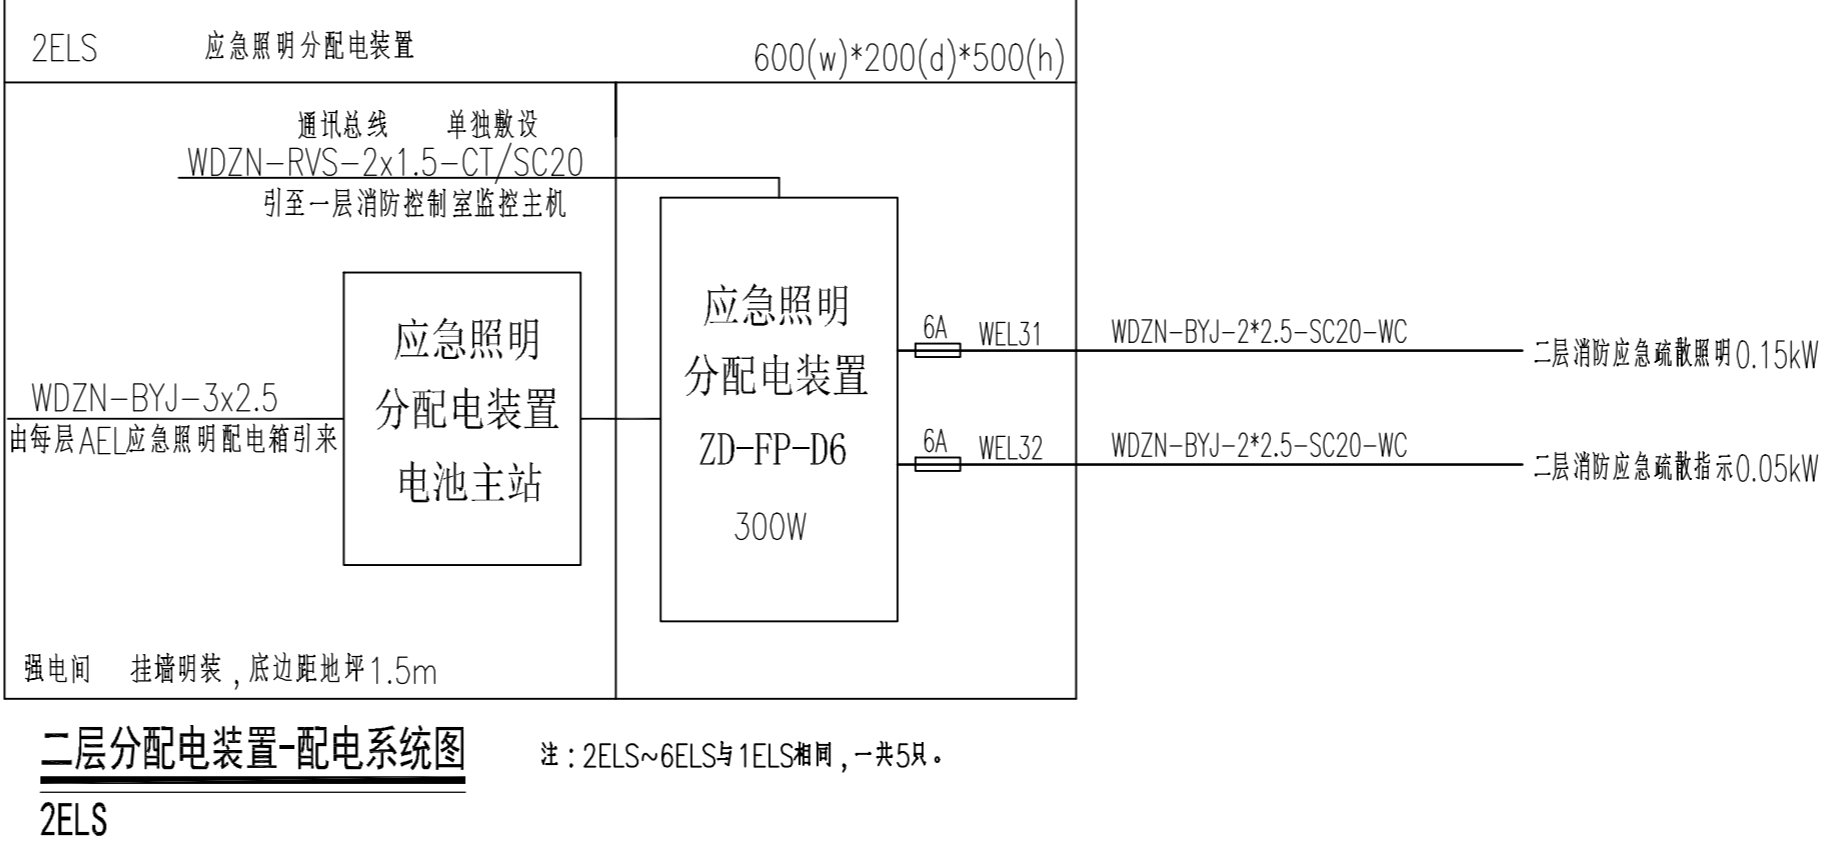 2ELS 应急照明分配电装置 600(w)*200(d)*500(h)
通讯总线 单独敷设
WDZN-RVS-2x1.5-CT/SC20
引至一层消防控制室监控主机
WDZN-BYJ-3x2.5
由每层AEL应急照明配电箱引来
应急照明
分配电装置
电池主站
应急照明
分配电装置
ZD-FP-D6
300W
6A WEL31 WDZN-BYJ-2*2.5-SC20-WC 二层消防应急疏散照明0.15kW
6A WEL32 WDZN-BYJ-2*2.5-SC20-WC 二层消防应急疏散指示0.05kW
强电间 挂墙明装,底边距地坪1.5m
二层分配电装置-配电系统图
2ELS
注:2ELS~6ELS与1ELS相同,一共5只。